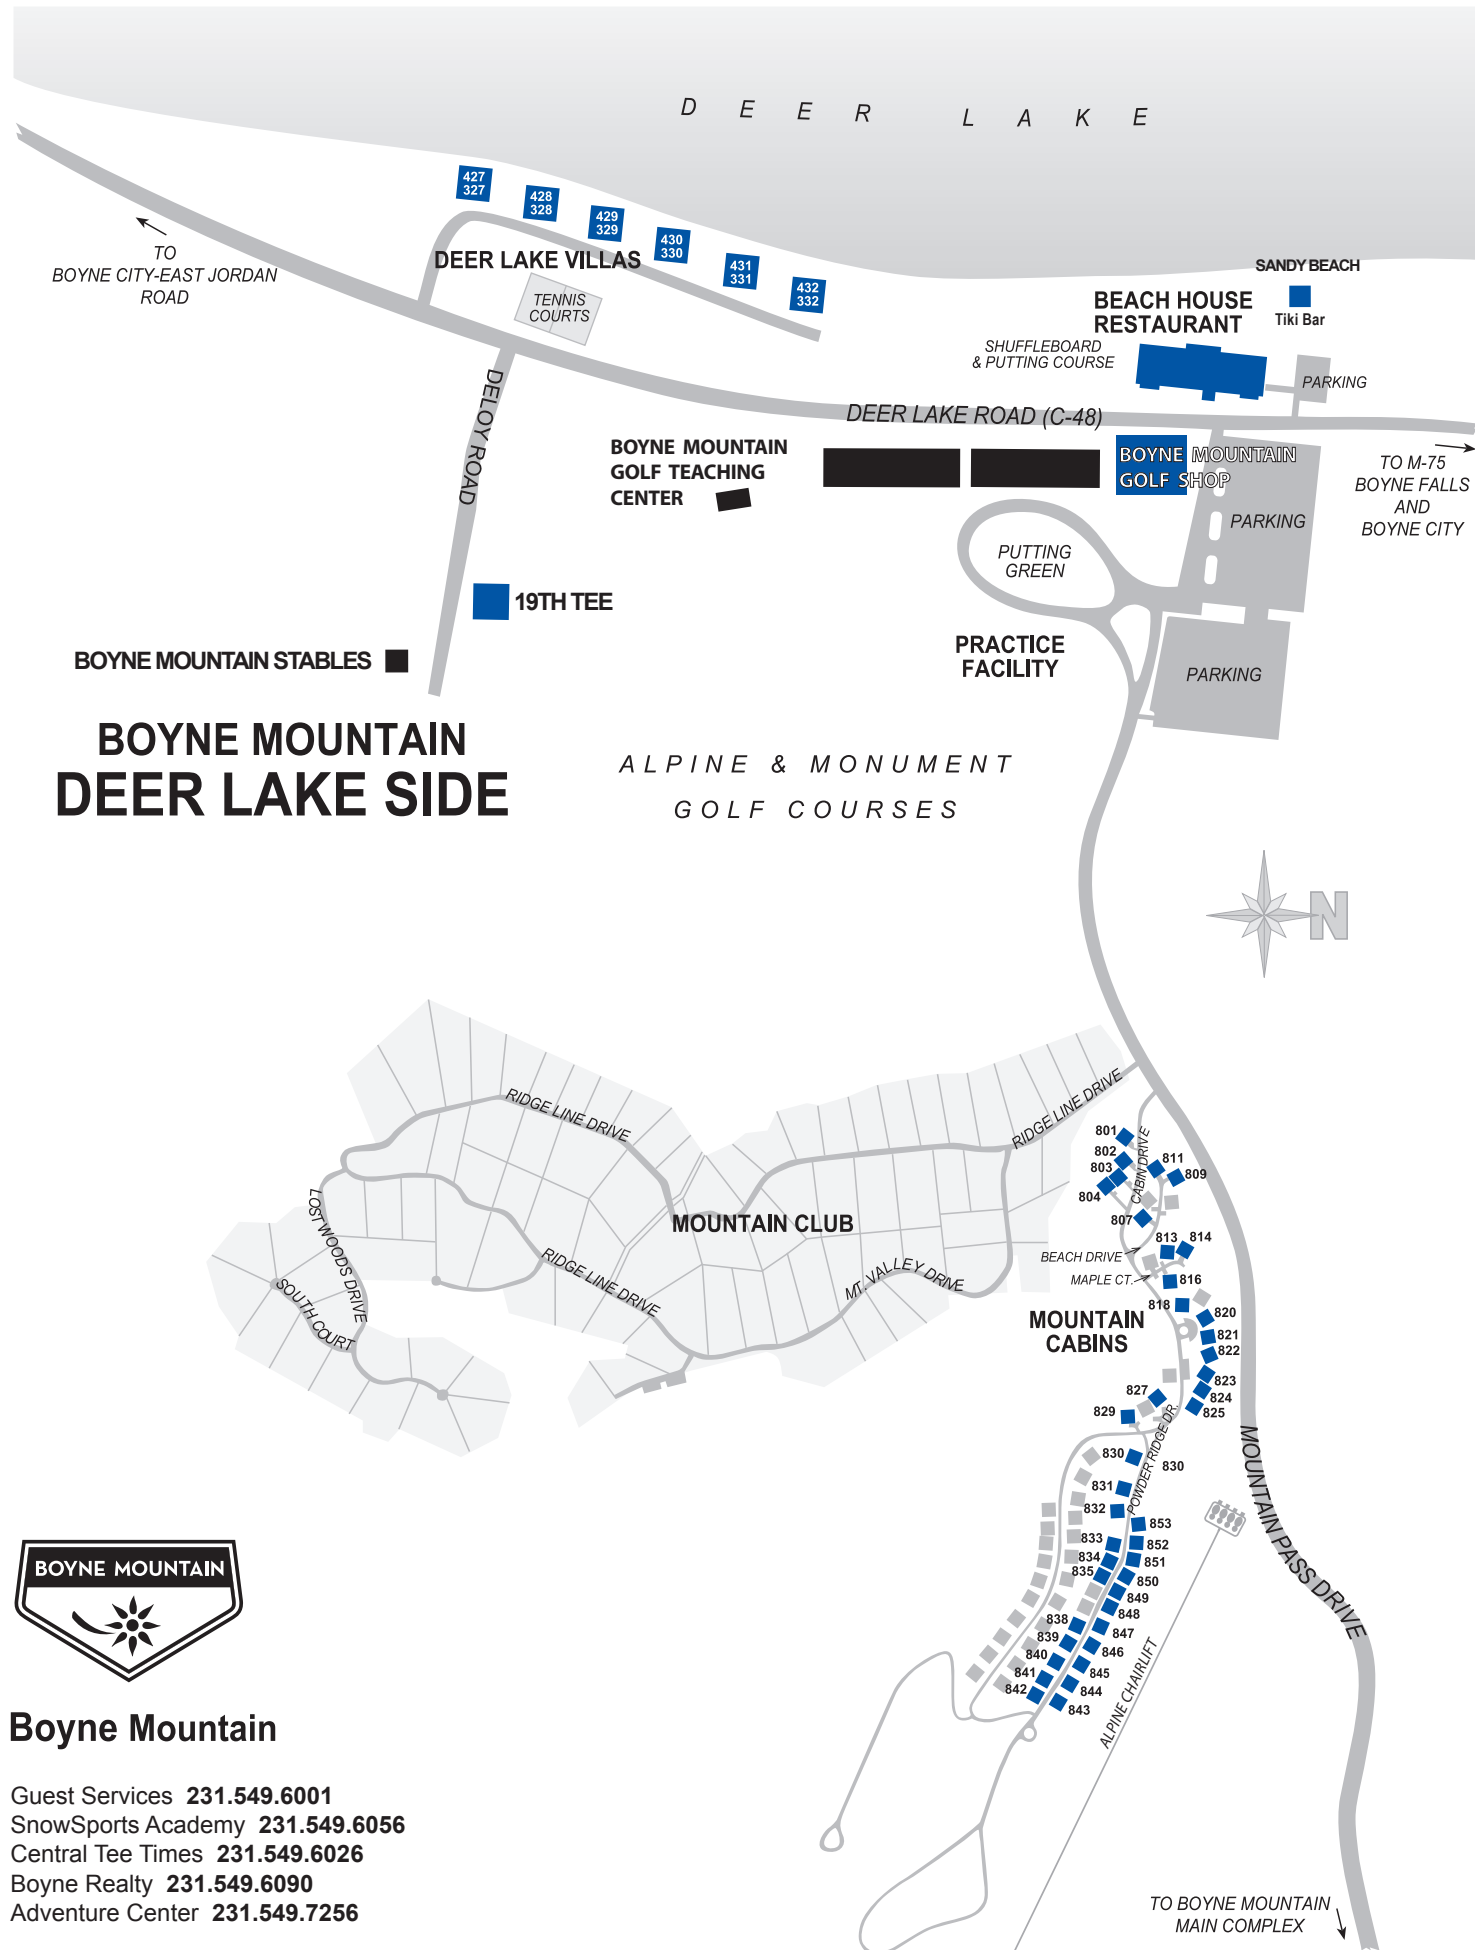 D E E R L A K E
427
327
428
328
429
329
430
330
431
331
432
332
TO
BOYNE CITY-EAST JORDAN
ROAD
DEER LAKE VILLAS
TENNIS
COURTS
SANDY BEACH
Tiki Bar
BEACH HOUSE
RESTAURANT
SHUFFLEBOARD
& PUTTING COURSE
PARKING
DEER LAKE ROAD (C-48)
DELOY ROAD
BOYNE MOUNTAIN
GOLF TEACHING
CENTER
BOYNE MOUNTAIN
GOLF SHOP
TO M-75
BOYNE FALLS
AND
BOYNE CITY
PARKING
PUTTING
GREEN
19TH TEE
PRACTICE
FACILITY
PARKING
BOYNE MOUNTAIN STABLES
BOYNE MOUNTAIN
DEER LAKE SIDE
ALPINE & MONUMENT
GOLF COURSES
N
RIDGE LINE DRIVE
RIDGE LINE DRIVE
LOST WOODS DRIVE
SOUTH COURT
RIDGE LINE DRIVE
MOUNTAIN CLUB
MT. VALLEY DRIVE
801
802
803
804
CABIN DRIVE
811
809
807
BEACH DRIVE
813
814
MAPLE CT.
816
818
MOUNTAIN
CABINS
820
821
822
823
824
825
827
829
POWDER RIDGE DR.
830
830
831
832
853
833
852
834
851
835
850
849
848
838
847
839
846
840
845
841
844
842
843
MOUNTAIN PASS DRIVE
ALPINE CHAIRLIFT
BOYNE MOUNTAIN
Boyne Mountain
Guest Services 231.549.6001
SnowSports Academy 231.549.6056
Central Tee Times 231.549.6026
Boyne Realty 231.549.6090
Adventure Center 231.549.7256
TO BOYNE MOUNTAIN
MAIN COMPLEX